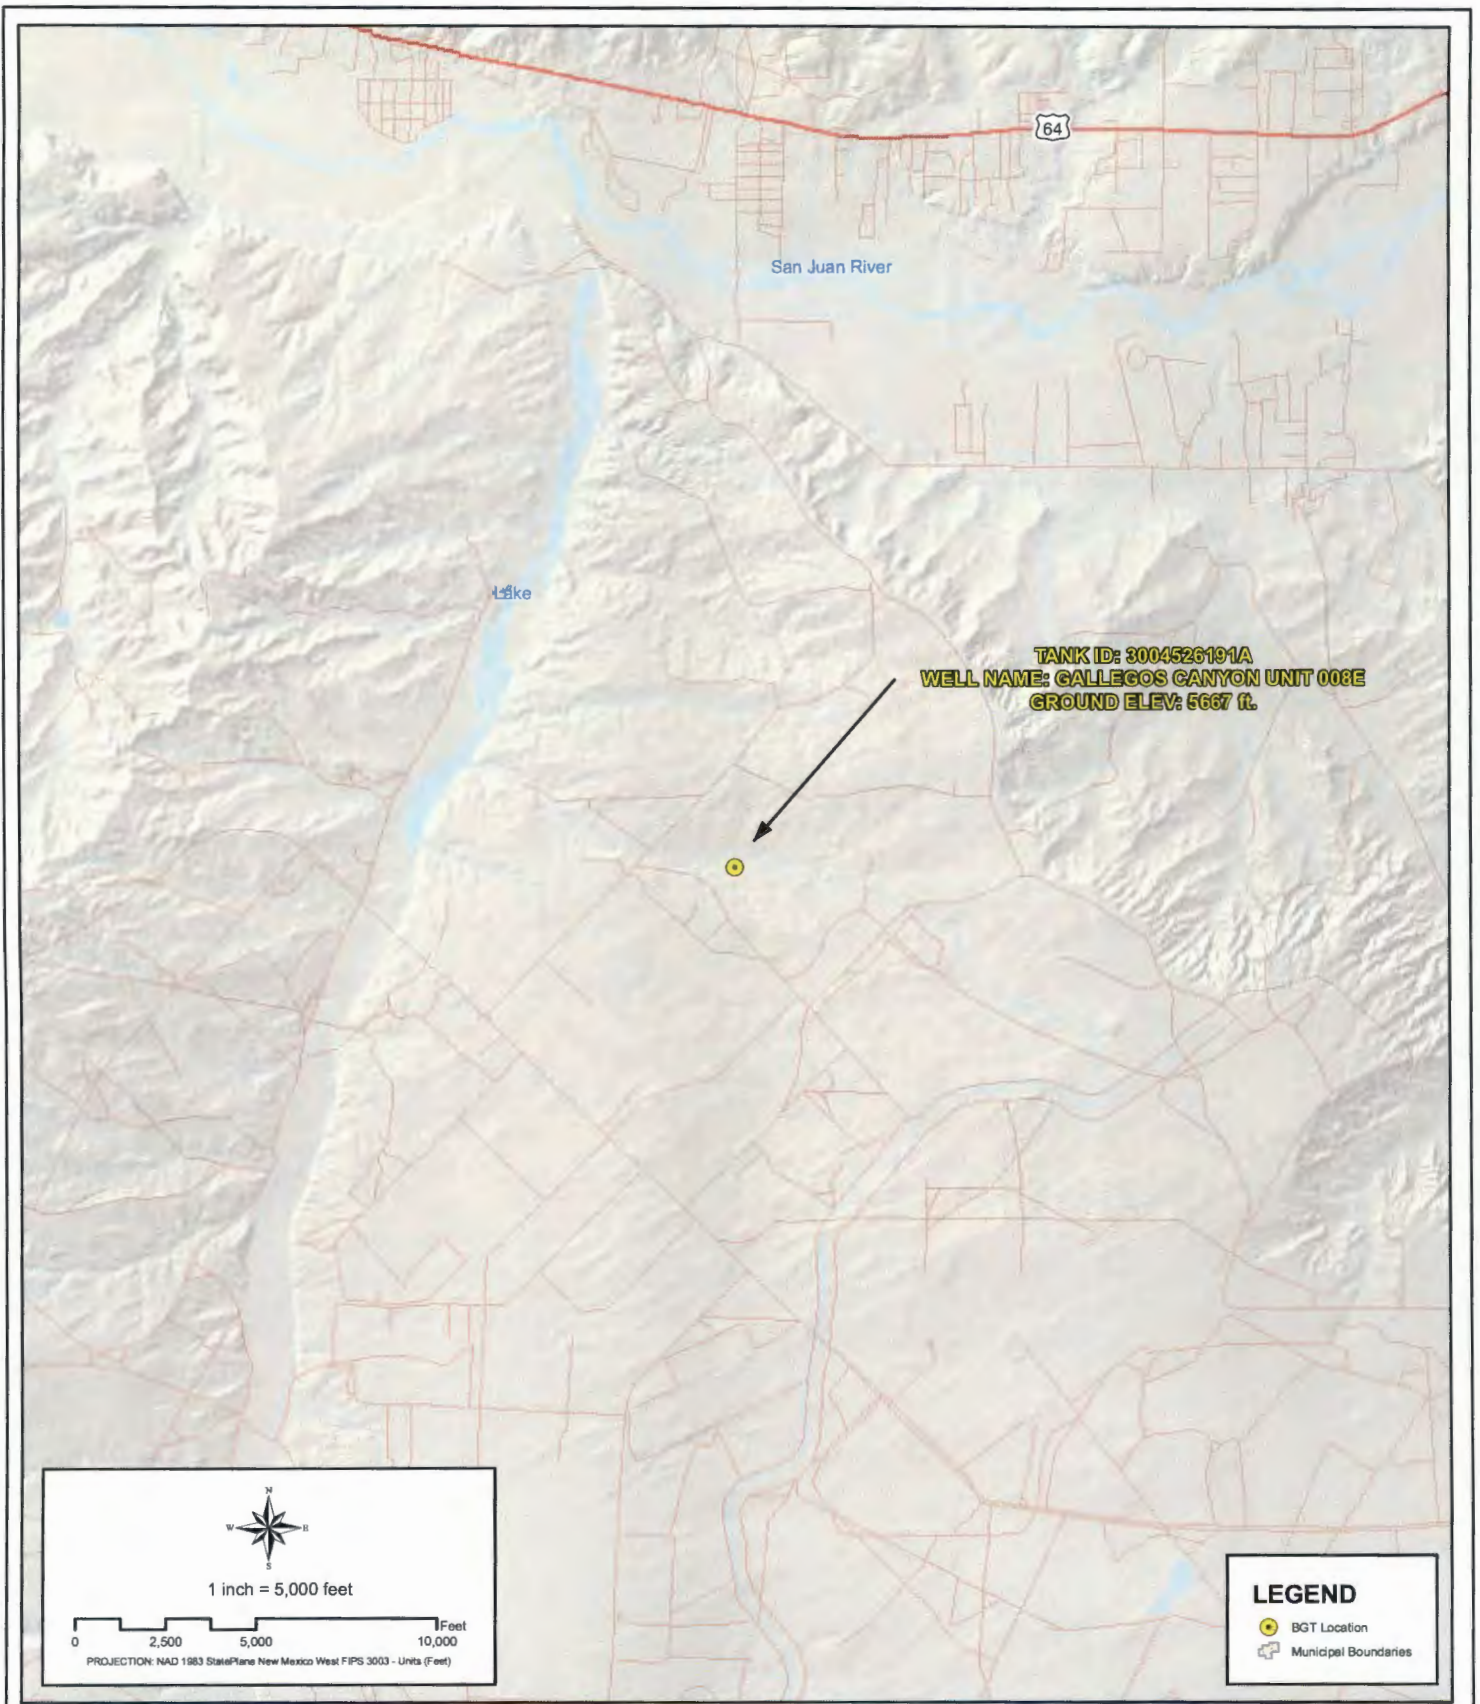 64
San Juan River
Lake
TANK ID: 3004526191A
WELL NAME: GALLEGOS CANYON UNIT 008E
GROUND ELEV: 5667 ft.
N
W E
S
1 inch = 5,000 feet
Feet
0 2,500 5,000 10,000
PROJECTION: NAD 1983 StatePlane New Mexico West FIPS 3003 - Units (Feet)
LEGEND
BGT Location
Municipal Boundaries